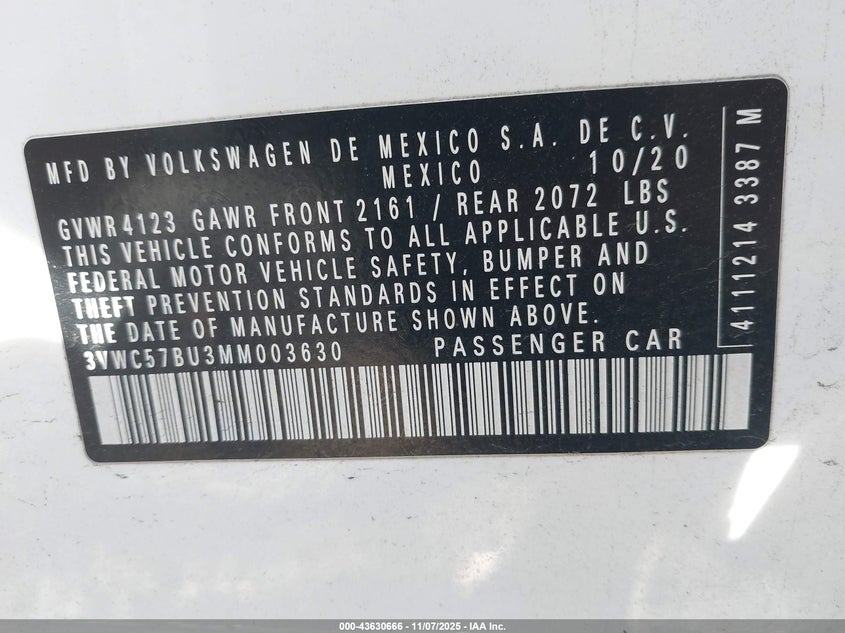 MFD BY VOLKSWAGEN DE MEXICO S.A. DE C.V.
MEXICO 10/20
GVWR 4123 GAWR FRONT 2161 / REAR 2072 LBS
THIS VEHICLE CONFORMS TO ALL APPLICABLE U.S.
FEDERAL MOTOR VEHICLE SAFETY, BUMPER AND
THEFT PREVENTION STANDARDS IN EFFECT ON
THE DATE OF MANUFACTURE SHOWN ABOVE.
3VWC57BU3MM003630 PASSENGER CAR
4111214 3387 M
000-43630666 - 11/07/2025 - IAA Inc.